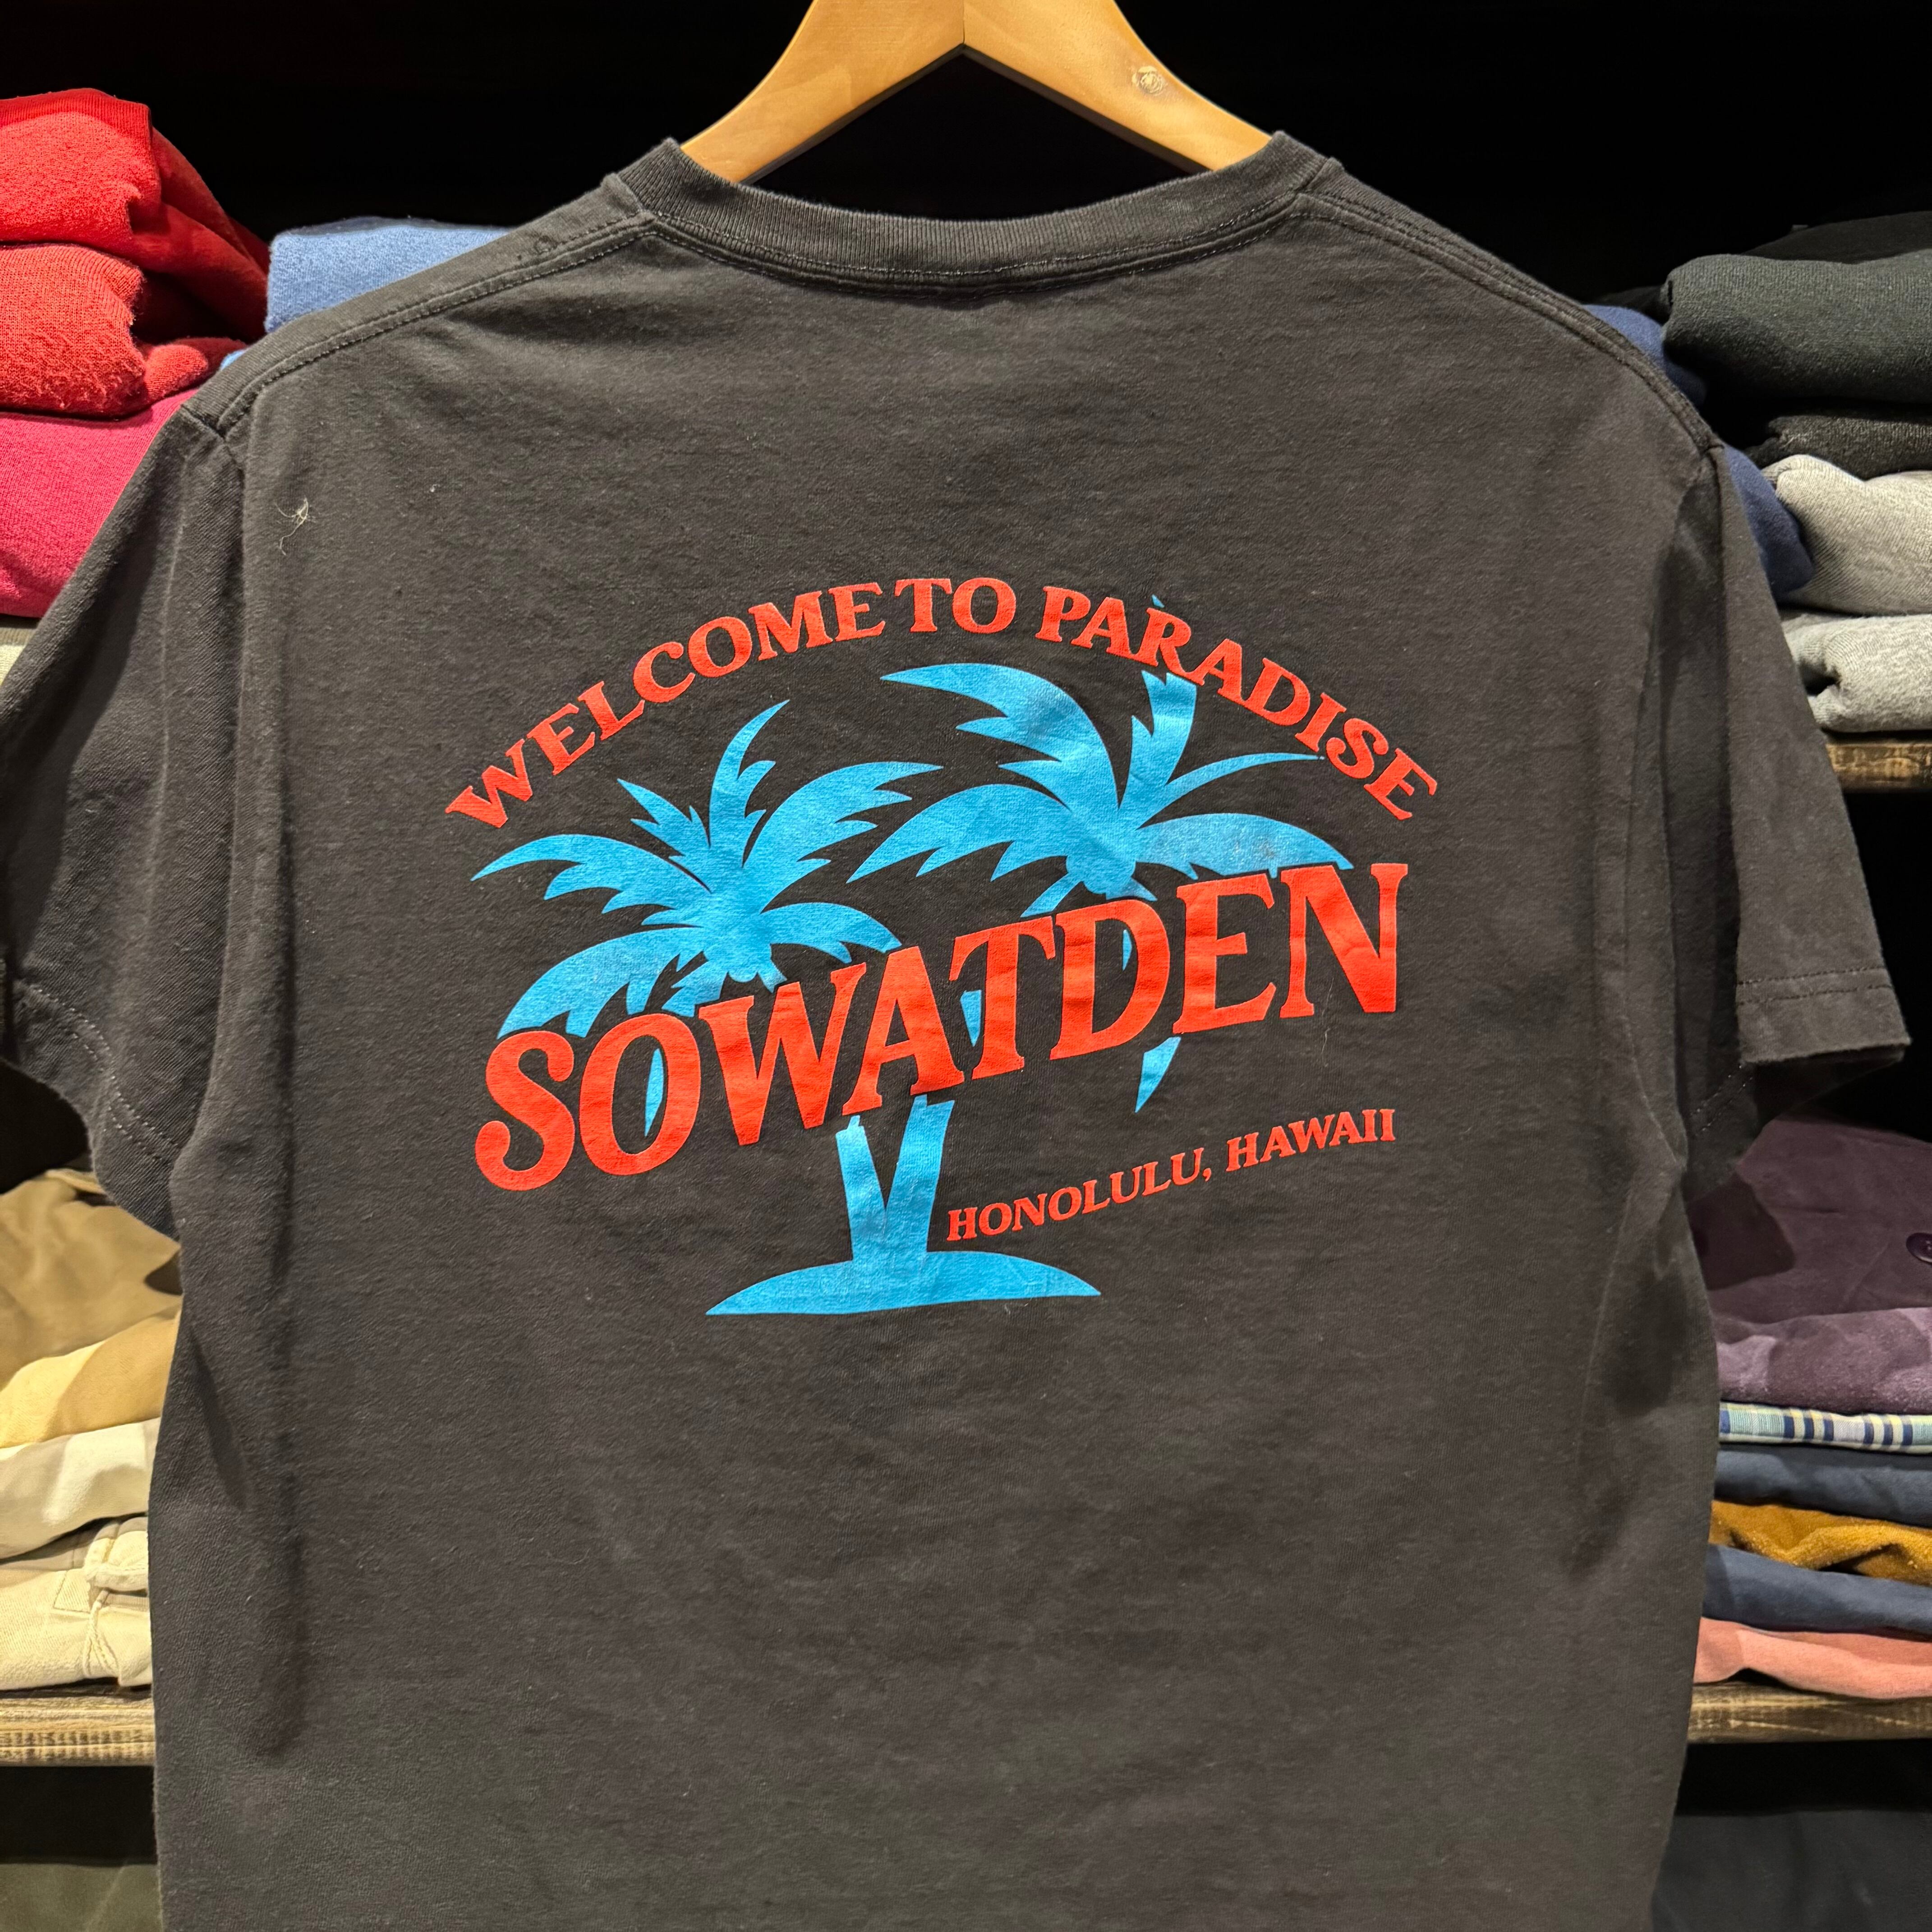 WELCOME TO PARADISE
SOWATDEN
HONOLULU, HAWAII